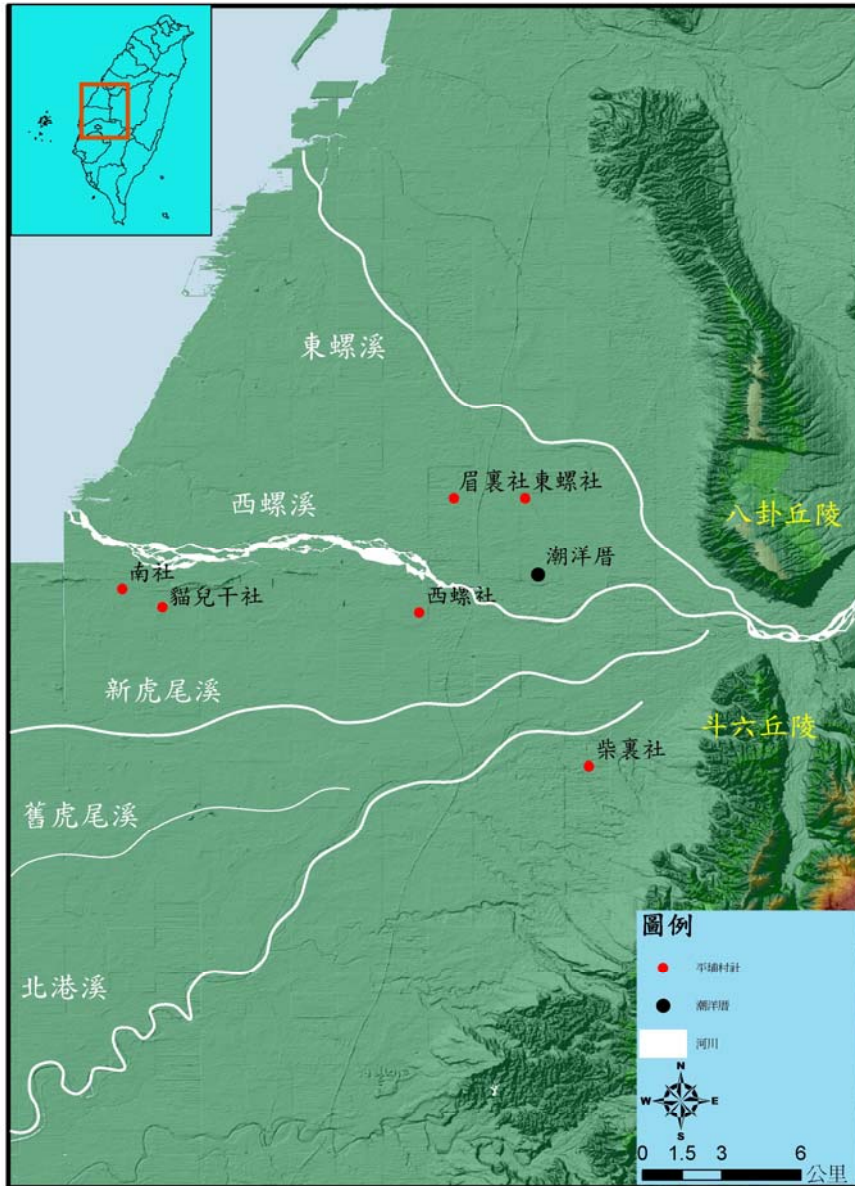 東螺溪
眉裏社東螺社
西螺溪
八卦丘陵
潮洋厝
南社
貓兒干社
西螺社
新虎尾溪
斗六丘陵
柴裏社
舊虎尾溪
北港溪
圖例
平埔村社
潮洋厝
河川
N
W E
S
0 1.5 3 6
公里